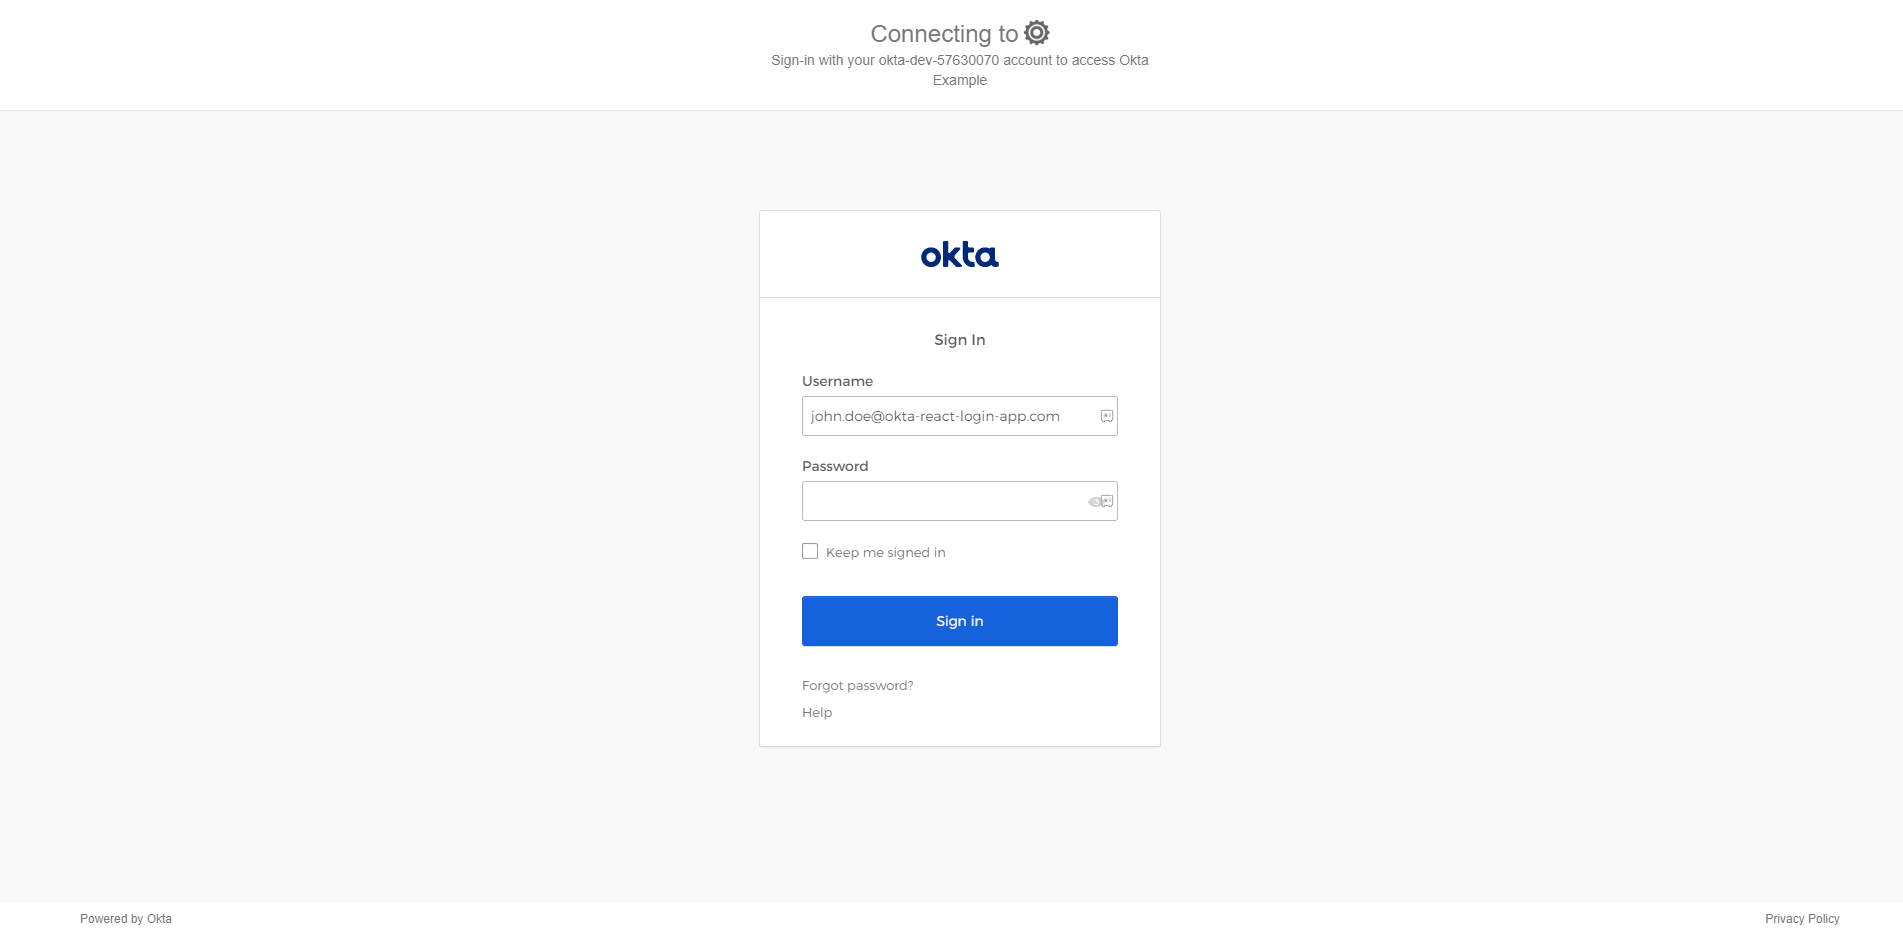 Connecting to
Sign-in with your okta-dev-57630070 account to access Okta
Example
okta
Sign In
Username
john.doe@okta-react-login-app.com
Password
Keep me signed in
Sign in
Forgot password?
Help
Powered by Okta
Privacy Policy